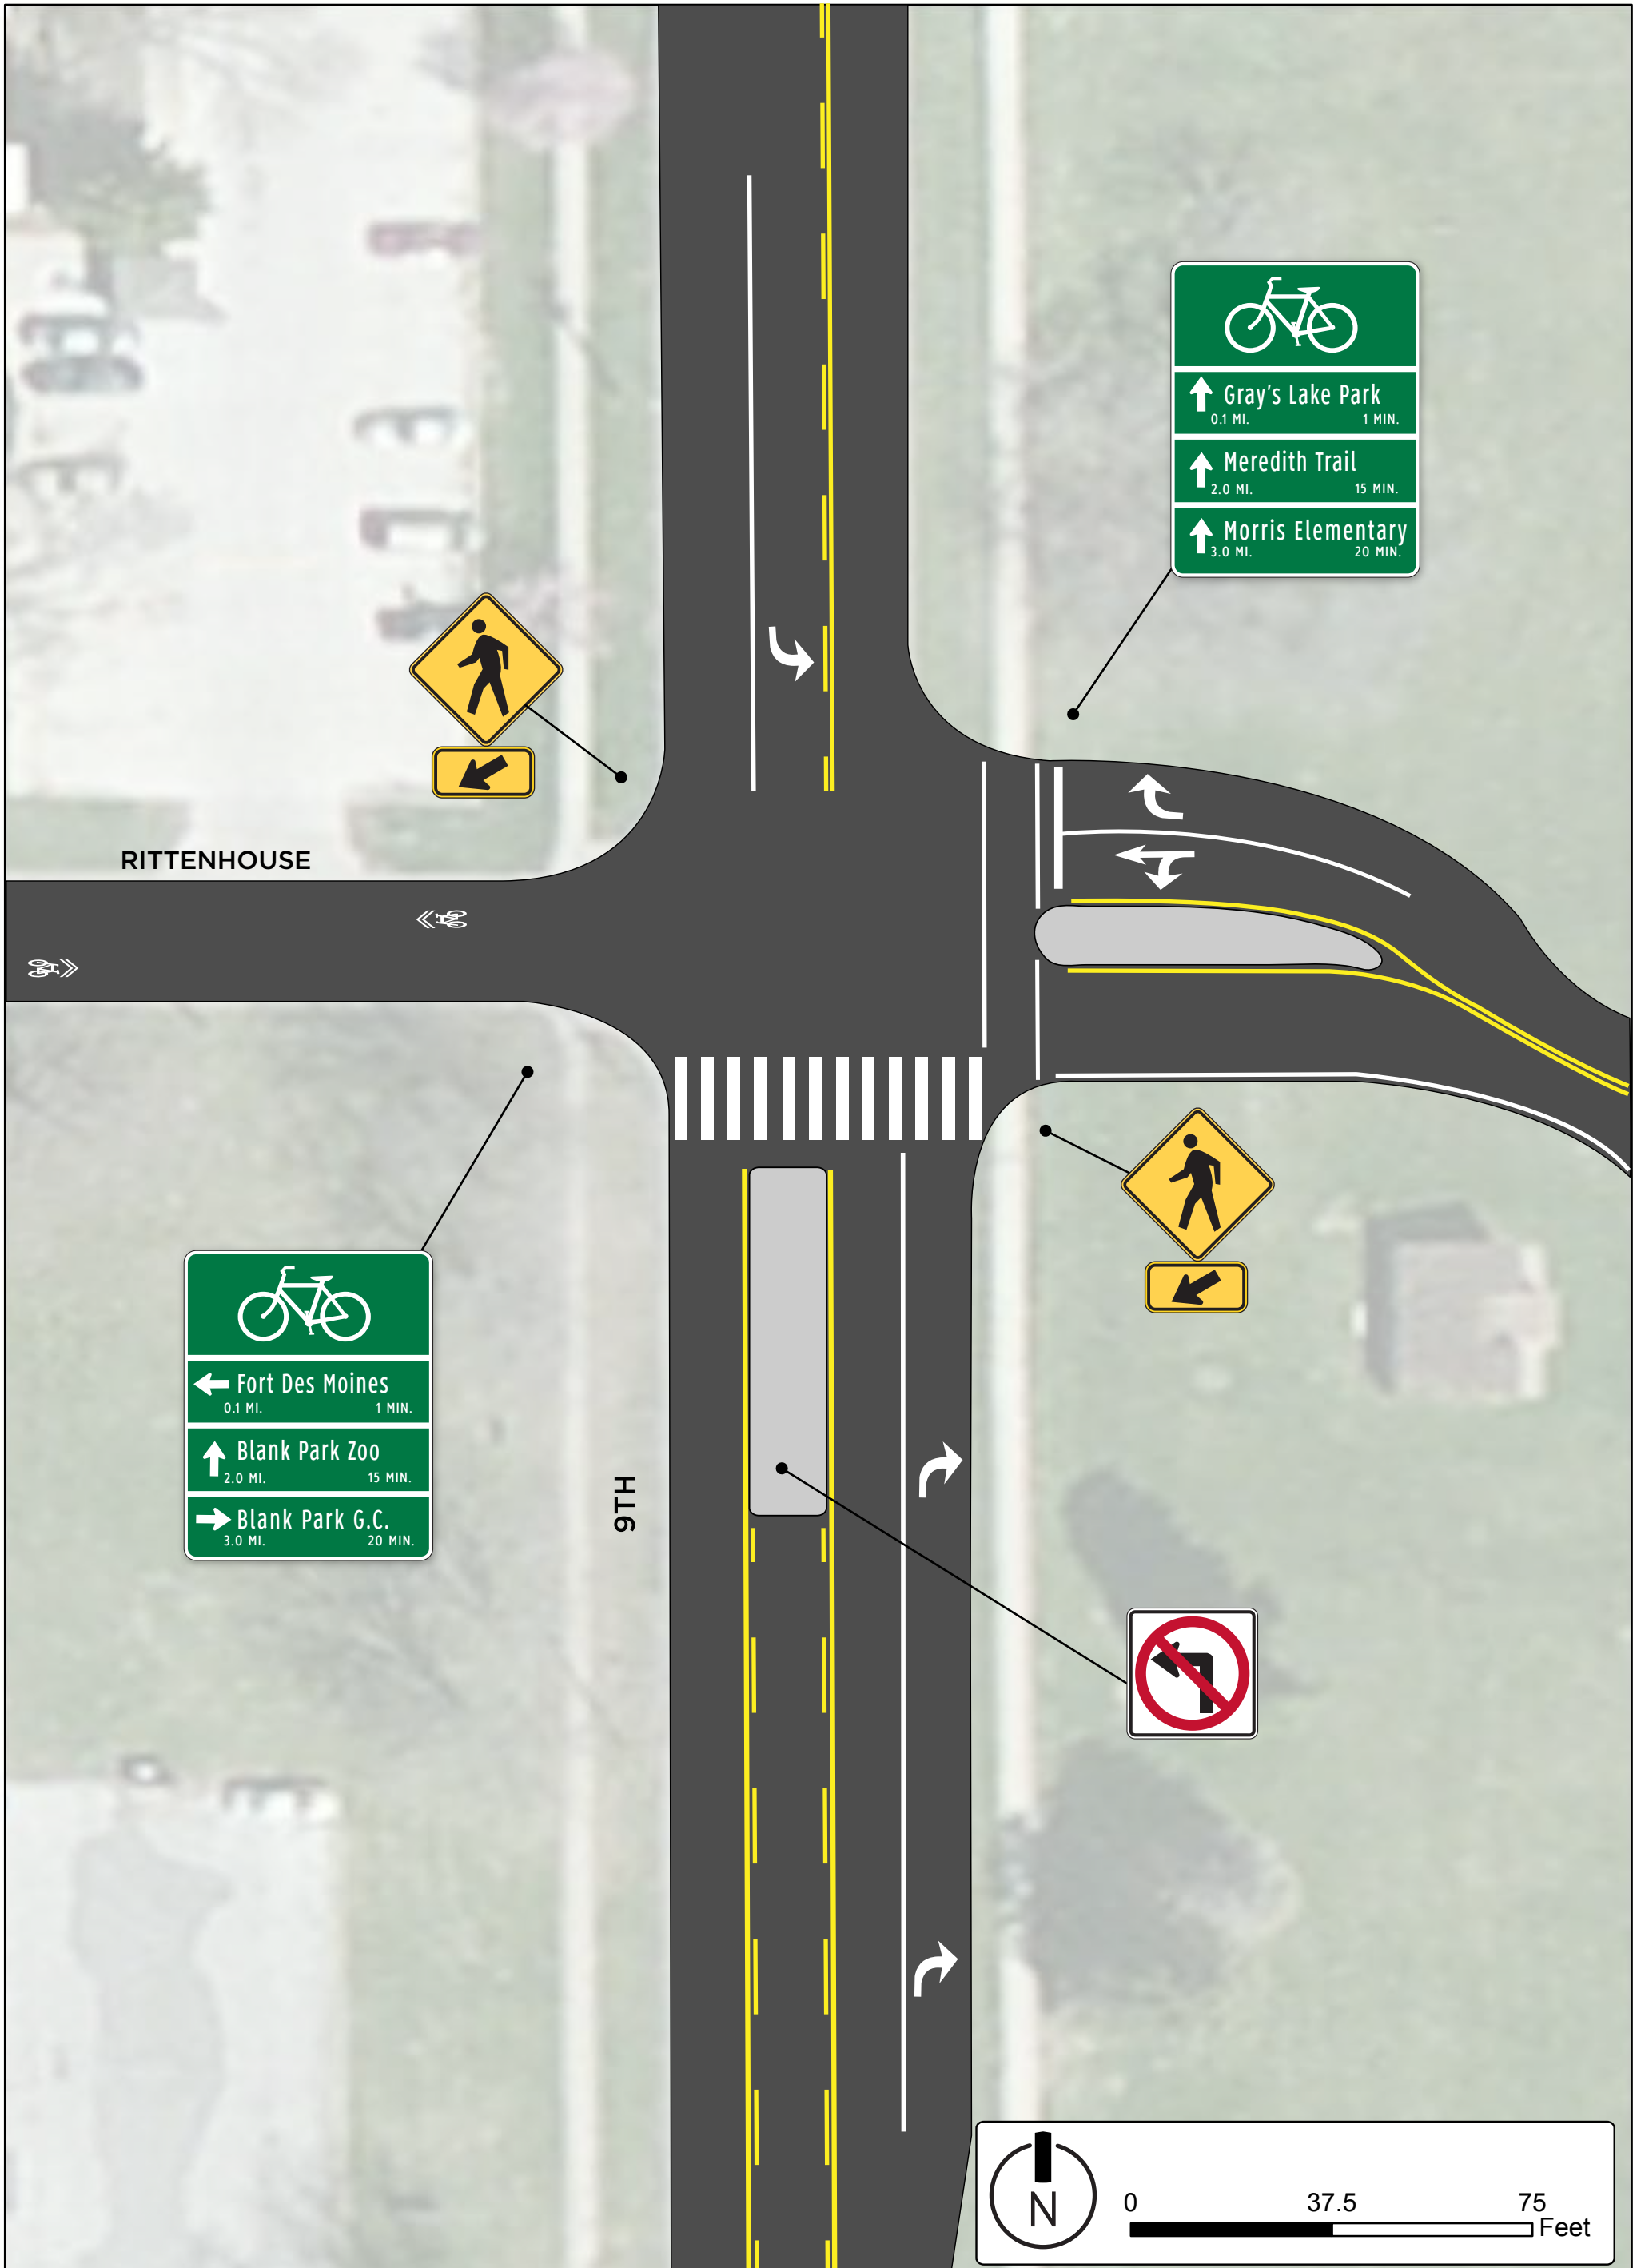 Gray's Lake Park
0.1 MI. 1 MIN.
Meredith Trail
2.0 MI. 15 MIN.
Morris Elementary
3.0 MI. 20 MIN.
RITTENHOUSE
Fort Des Moines
0.1 MI. 1 MIN.
Blank Park Zoo
2.0 MI. 15 MIN.
Blank Park G.C.
3.0 MI. 20 MIN.
9TH
N
0 37.5 75
Feet